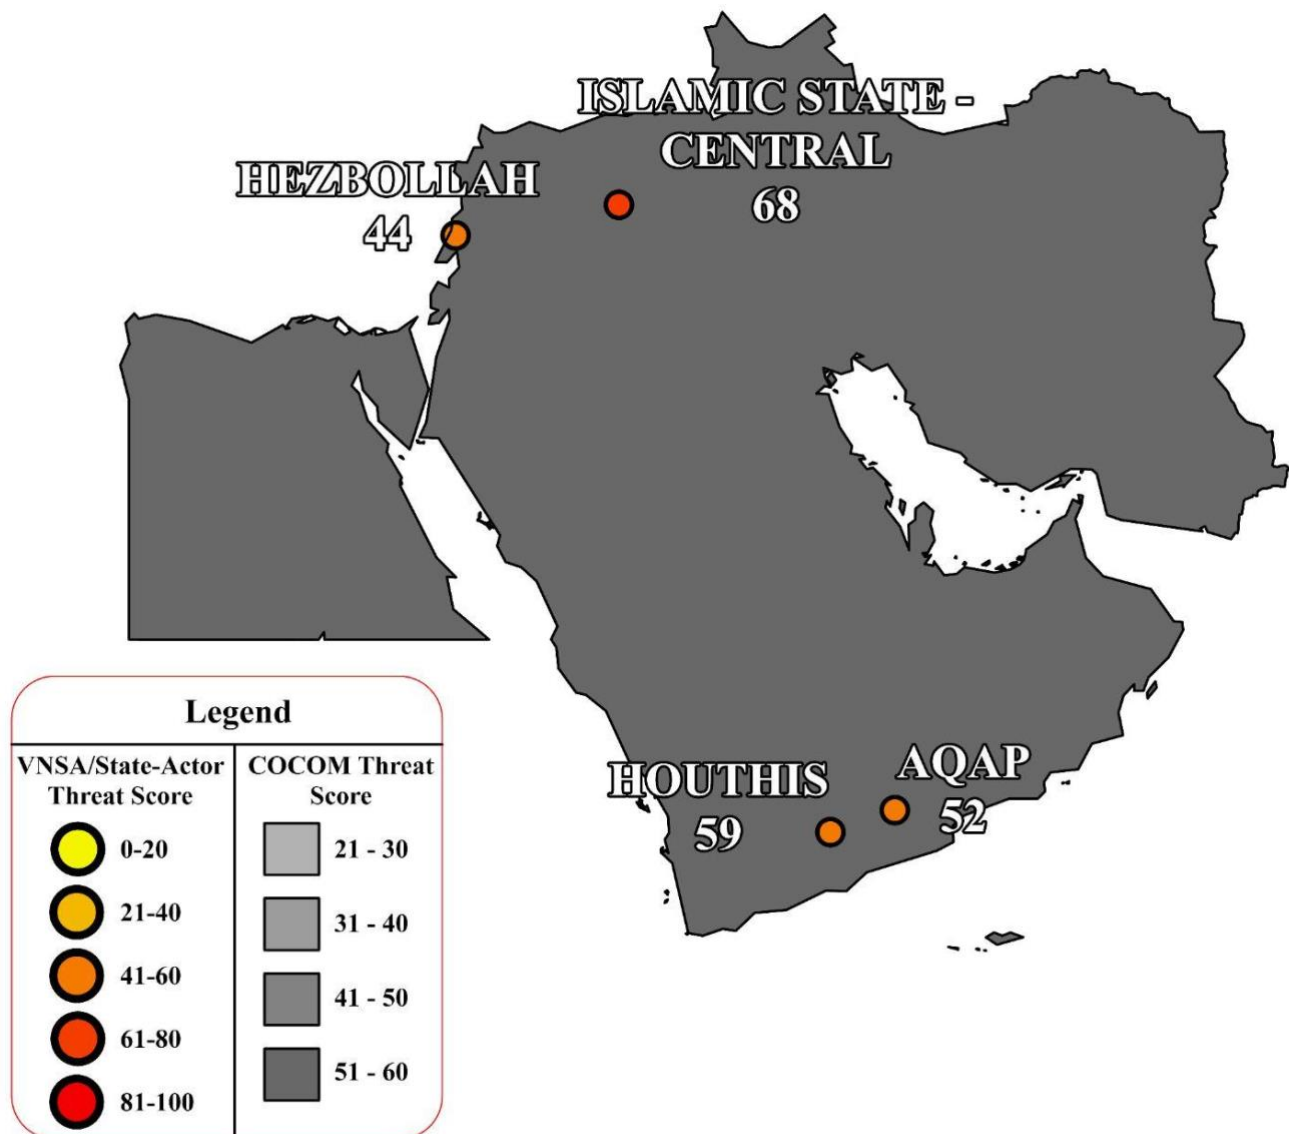 ISLAMIC STATE -
CENTRAL
68
HEZBOLLAH
44
HOUTHIS
59
AQAP
52
Legend
VNSA/State-Actor
Threat Score
0-20
21-40
41-60
61-80
81-100
COCOM Threat
Score
21 - 30
31 - 40
41 - 50
51 - 60